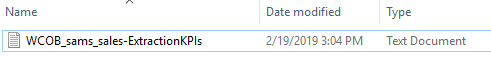 Name Date modified Type
WCOB_sams_sales-ExtractionKPIs 2/19/2019 3:04 PM Text Document